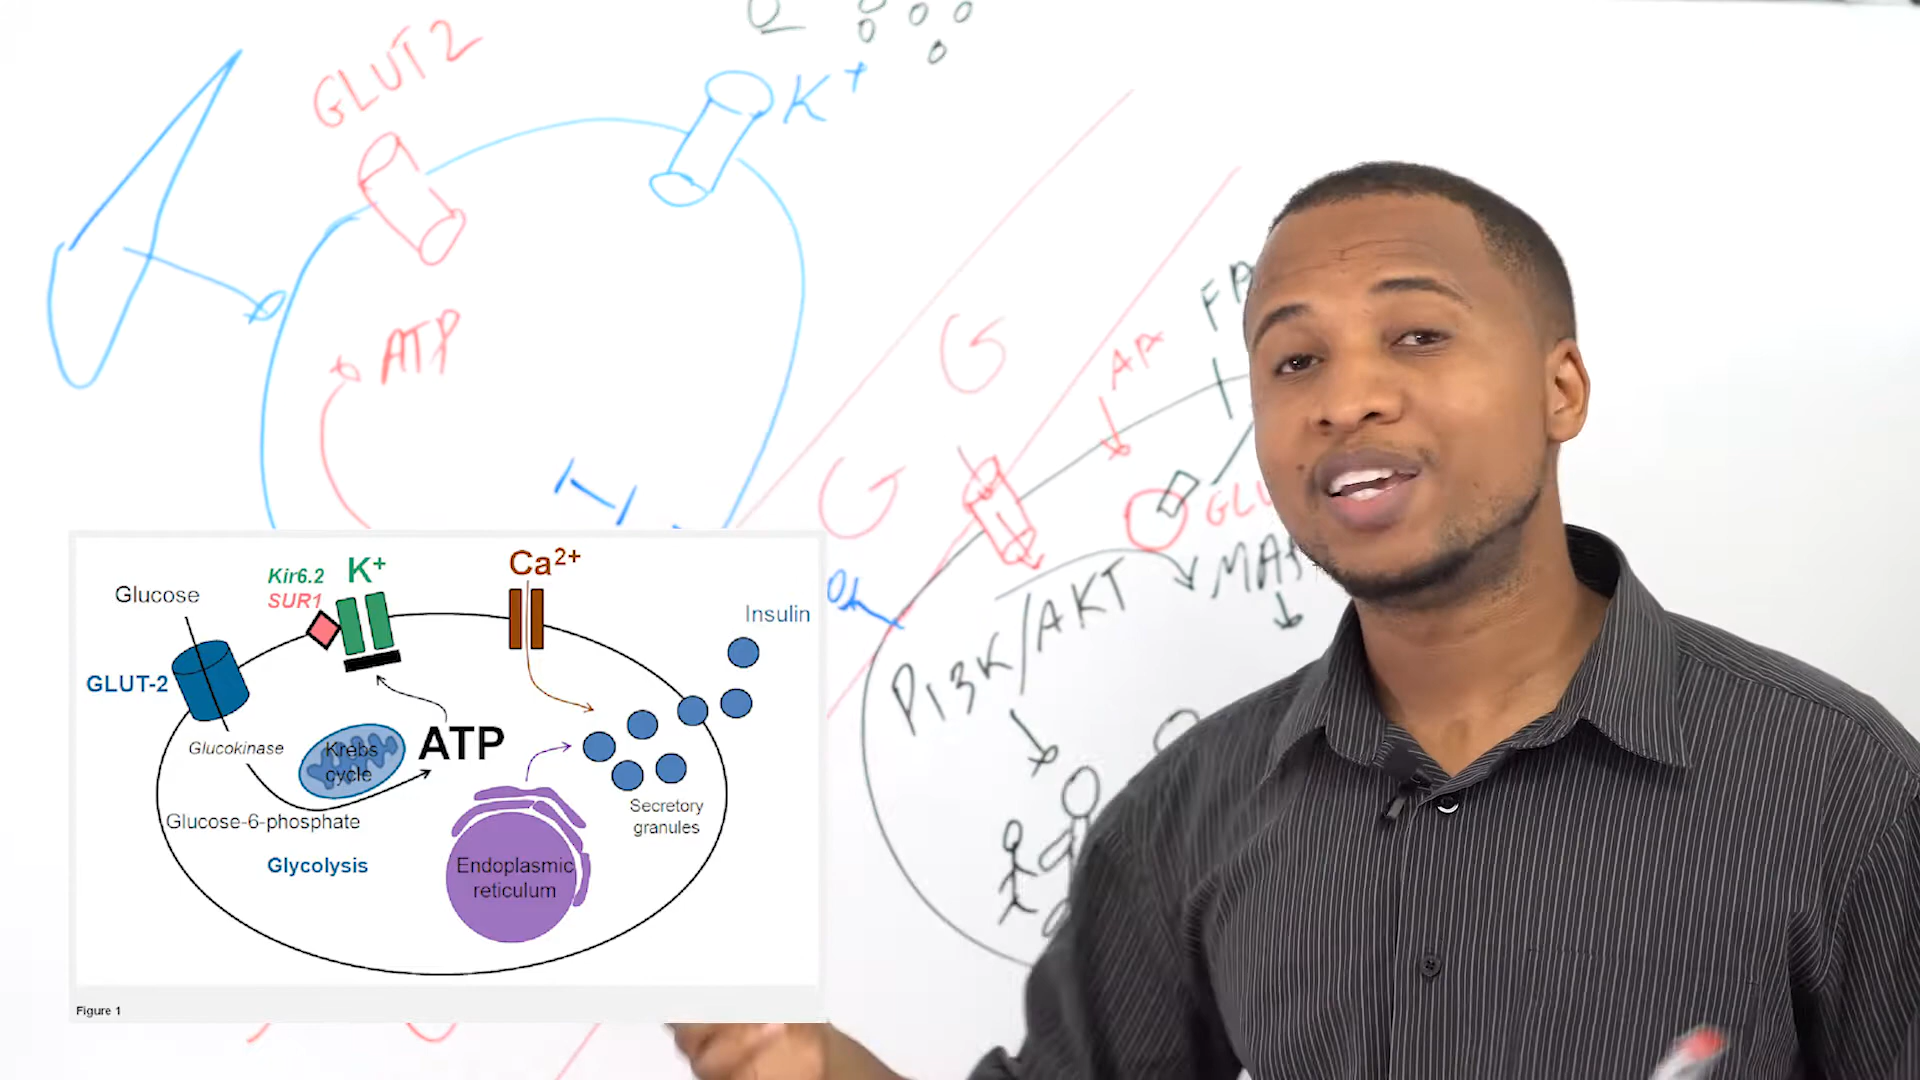 GLUT2
K+
ATP
G
G
PI3K/AKT
Glucose
Kir6.2
SUR1
K+
Ca2+
Insulin
GLUT-2
Glucokinase
Krebs
cycle
ATP
Glucose-6-phosphate
Glycolysis
Secretory
granules
Endoplasmic
reticulum
Figure 1